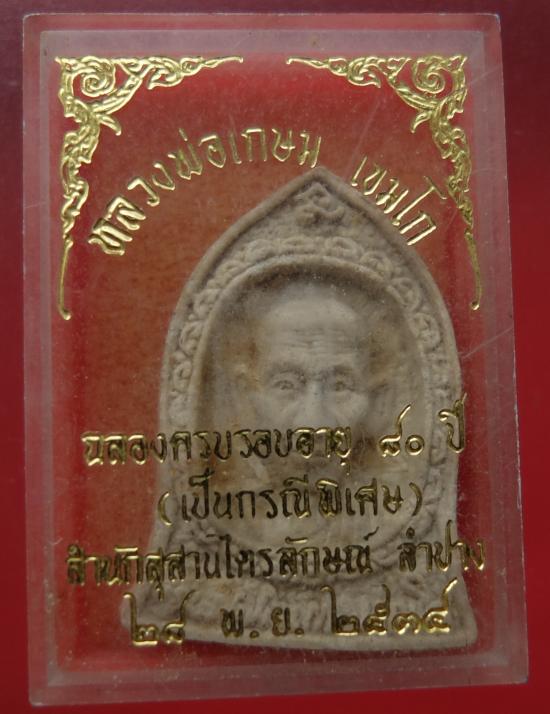 หลวงพ่อเกษม เขมโก
ฉลองครบรอบอายุ ๘๐ ปี
(เป็นกรณีพิเศษ)
สำนักสุสานไตรลักษณ์ ลำปาง
๒๘ พ.ย. ๒๕๓๔